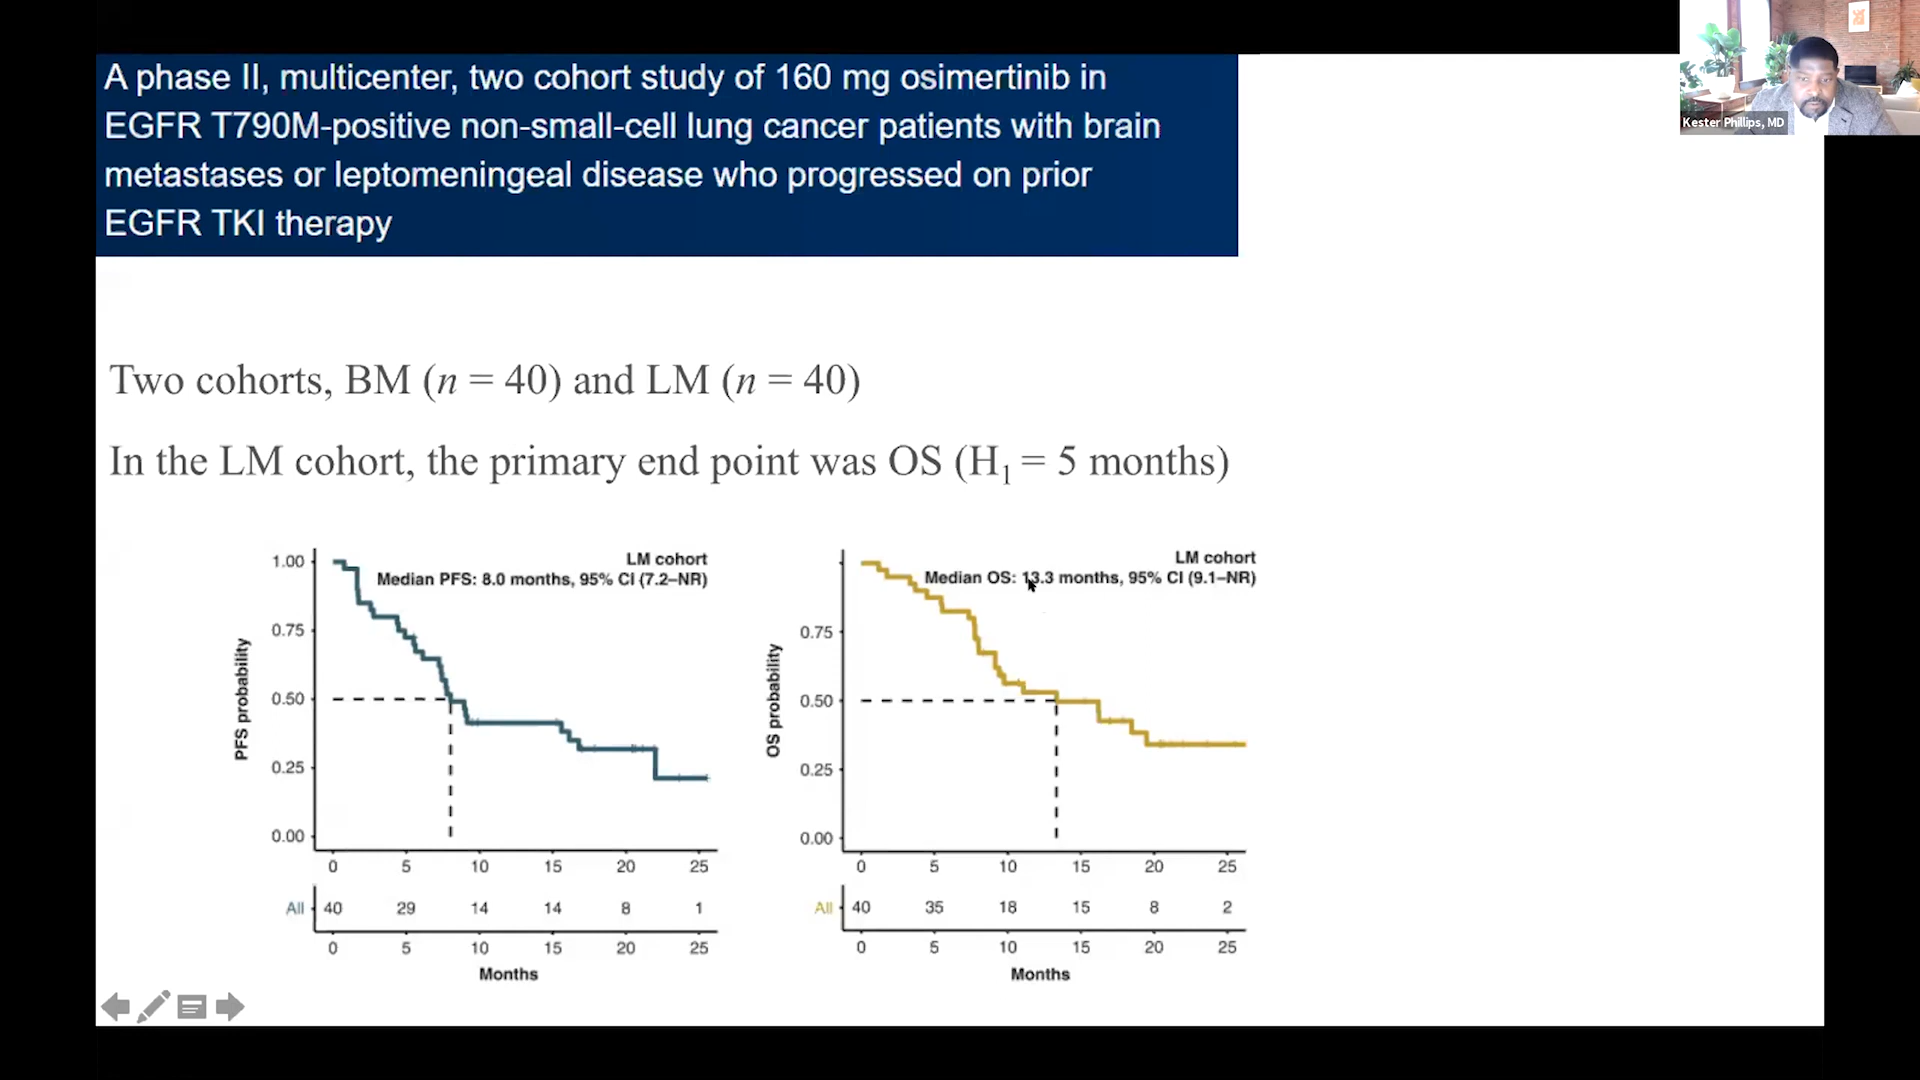 A phase II, multicenter, two cohort study of 160 mg osimertinib in
EGFR T790M-positive non-small-cell lung cancer patients with brain
metastases or leptomeningeal disease who progressed on prior
EGFR TKI therapy
Kester Phillips, MD
Two cohorts, BM (n = 40) and LM (n = 40)
In the LM cohort, the primary end point was OS (H₁ = 5 months)
LM cohort
Median PFS: 8.0 months, 95% CI (7.2–NR)
PFS probability
1.00
0.75
0.50
0.25
0.00
0 5 10 15 20 25
All 40 29 14 14 8 1
0 5 10 15 20 25
Months
LM cohort
Median OS: 13.3 months, 95% CI (9.1–NR)
OS probability
0.75
0.50
0.25
0.00
0 5 10 15 20 25
All 40 35 18 15 8 2
0 5 10 15 20 25
Months